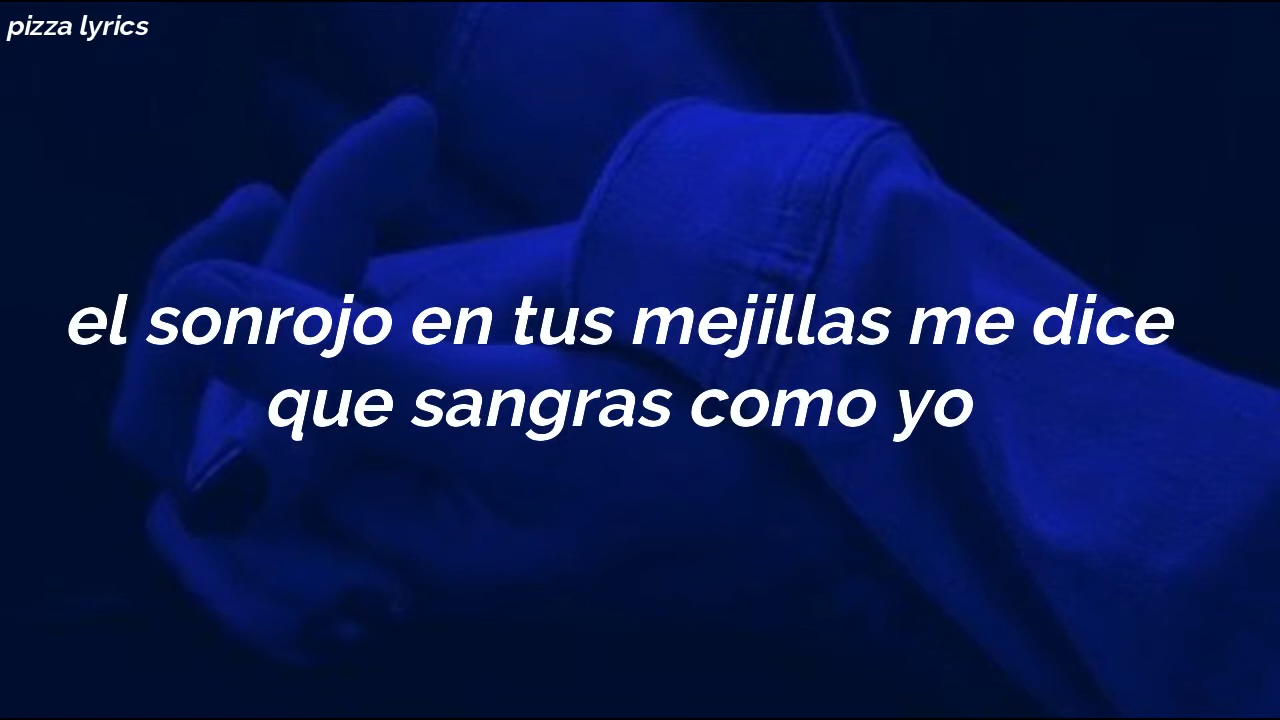 pizza lyrics
el sonrojo en tus mejillas me dice
que sangras como yo